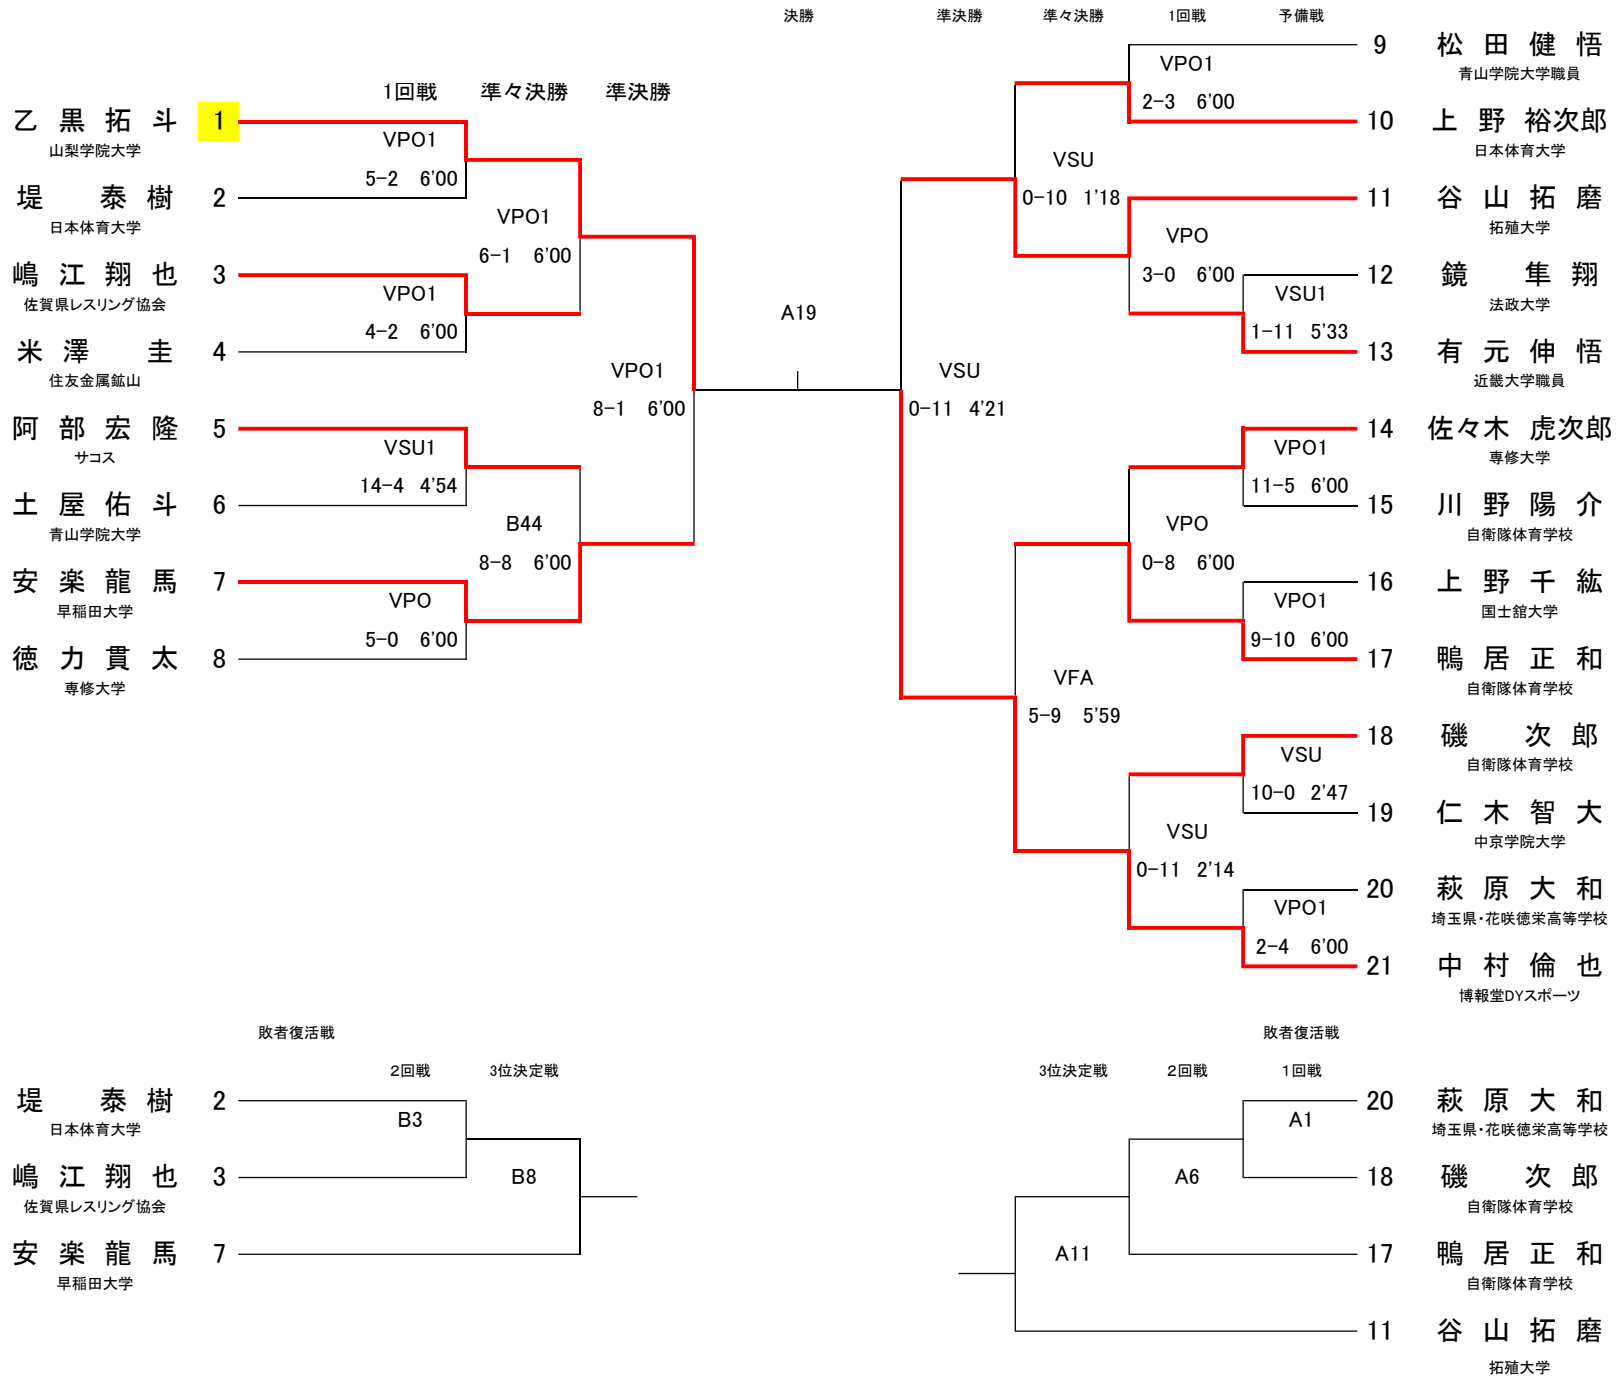 決勝 準決勝 準々決勝 1回戦 予備戦
1回戦 準々決勝 準決勝
乙黒拓斗 1
山梨学院大学
VPO1
5-2 6'00
堤 泰樹 2
日本体育大学
VPO1
6-1 6'00
嶋江翔也 3
佐賀県レスリング協会
VPO1
4-2 6'00
米澤 圭 4
住友金属鉱山
VPO1
8-1 6'00
阿部宏隆 5
サコス
VSU1
14-4 4'54
土屋佑斗 6
青山学院大学
B44
8-8 6'00
安楽龍馬 7
早稲田大学
VPO
5-0 6'00
徳力貫太 8
専修大学
A19
9 松田健悟
青山学院大学職員
VPO1
2-3 6'00
10 上野裕次郎
日本体育大学
VSU
0-10 1'18
11 谷山拓磨
拓殖大学
VPO
3-0 6'00
12 鏡 隼翔
法政大学
VSU1
1-11 5'33
13 有元伸悟
近畿大学職員
VSU
0-11 4'21
14 佐々木虎次郎
専修大学
VPO1
11-5 6'00
15 川野陽介
自衛隊体育学校
VPO
0-8 6'00
16 上野千紘
国士舘大学
VPO1
9-10 6'00
17 鴨居正和
自衛隊体育学校
VFA
5-9 5'59
18 磯 次郎
自衛隊体育学校
VSU
10-0 2'47
19 仁木智大
中京学院大学
VSU
0-11 2'14
20 萩原大和
埼玉県・花咲徳栄高等学校
VPO1
2-4 6'00
21 中村倫也
博報堂DYスポーツ
敗者復活戦
2回戦 3位決定戦
堤 泰樹 2
日本体育大学
B3
嶋江翔也 3
佐賀県レスリング協会
B8
安楽龍馬 7
早稲田大学
敗者復活戦
3位決定戦 2回戦 1回戦
20 萩原大和
埼玉県・花咲徳栄高等学校
A1
18 磯 次郎
自衛隊体育学校
A6
17 鴨居正和
自衛隊体育学校
A11
11 谷山拓磨
拓殖大学